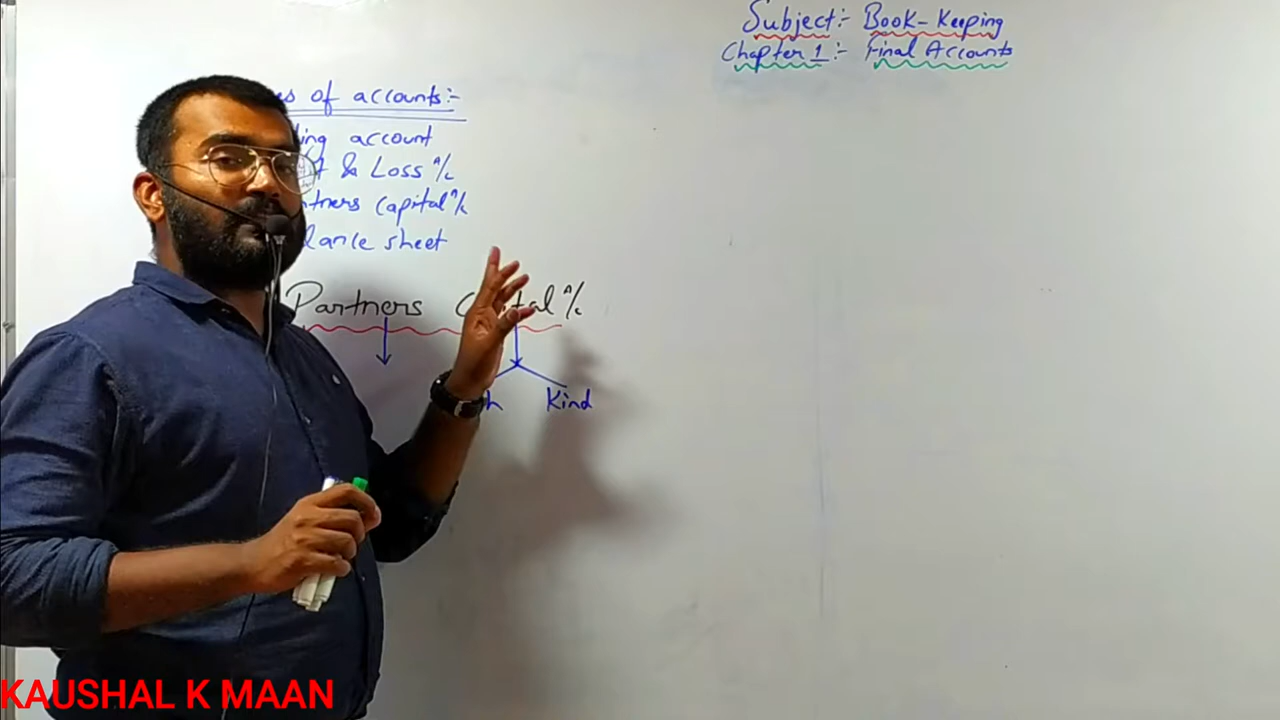 Subject:- Book-Keeping
Chapter 1:- Final Accounts
of accounts:-
account
& Loss A/c
Capital A/c
sheet
Partners A/c
Kind
KAUSHAL K MAAN